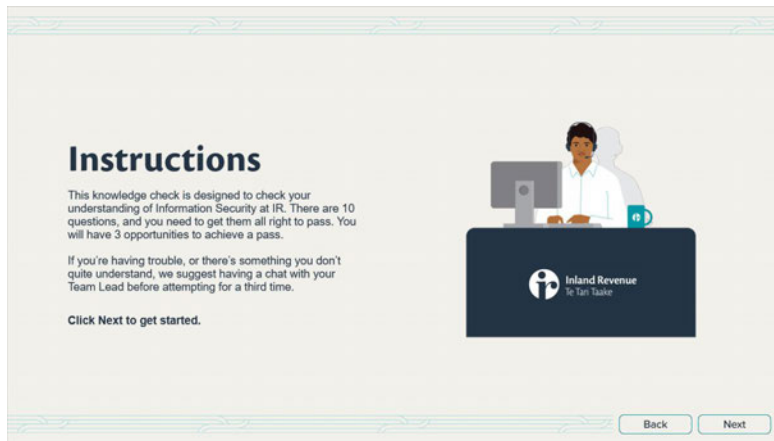 Instructions
This knowledge check is designed to check your
understanding of Information Security at IR. There are 10
questions, and you need to get them all right to pass. You
will have 3 opportunities to achieve a pass.
If you're having trouble, or there's something you don't
quite understand, we suggest having a chat with your
Team Lead before attempting for a third time.
Click Next to get started.
ir
Inland Revenue
Te Tari Taake
Back
Next